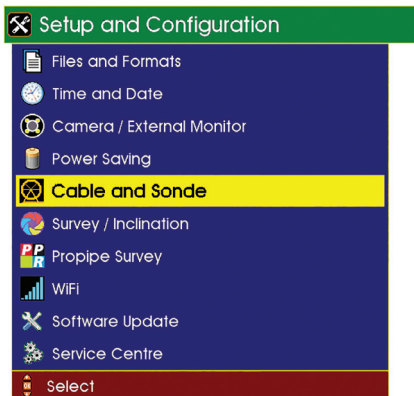 Setup and Configuration
Files and Formats
Time and Date
Camera / External Monitor
Power Saving
Cable and Sonde
Survey / Inclination
PP R Propipe Survey
WiFi
Software Update
Service Centre
Select